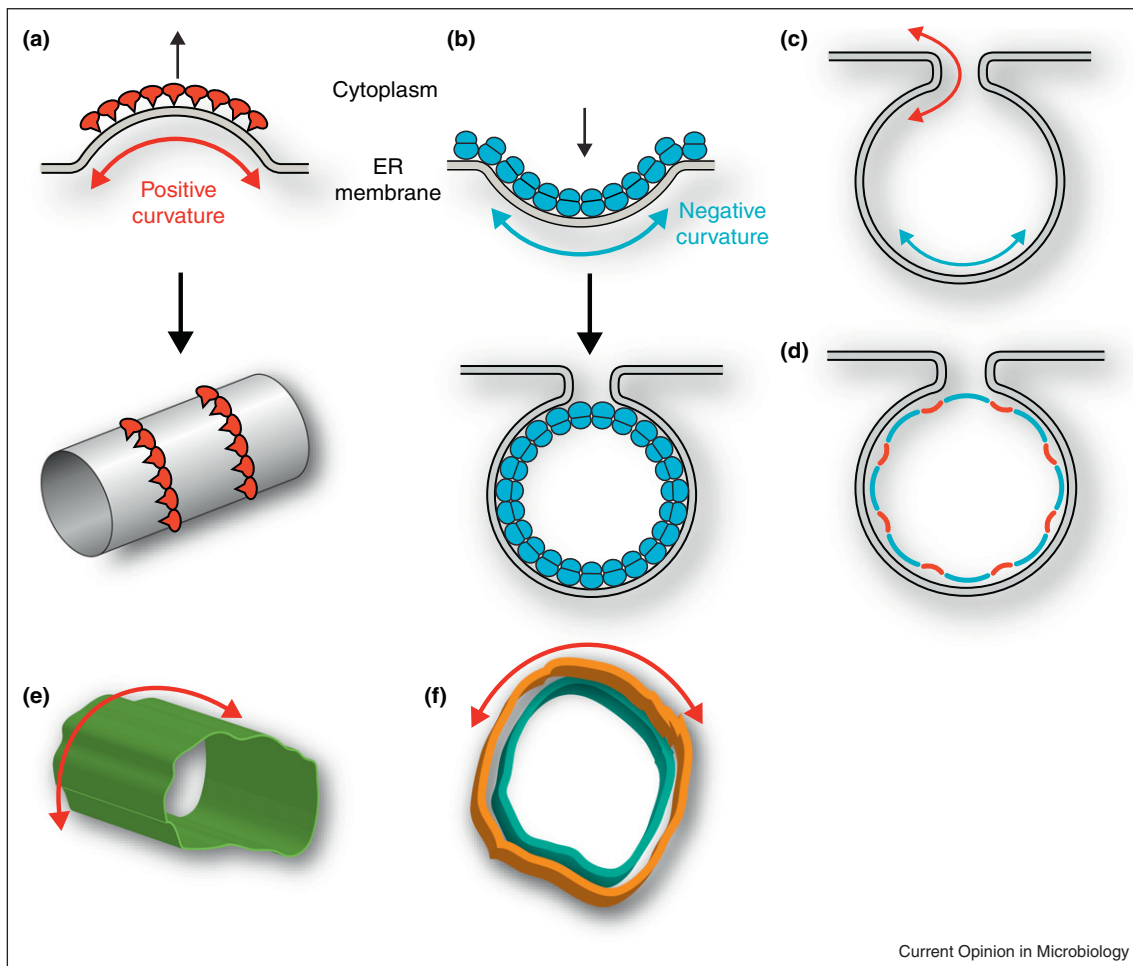 (a)
Positive
curvature
Cytoplasm
ER
membrane
(b)
Negative
curvature
(c)
(d)
(e)
(f)
Current Opinion in Microbiology